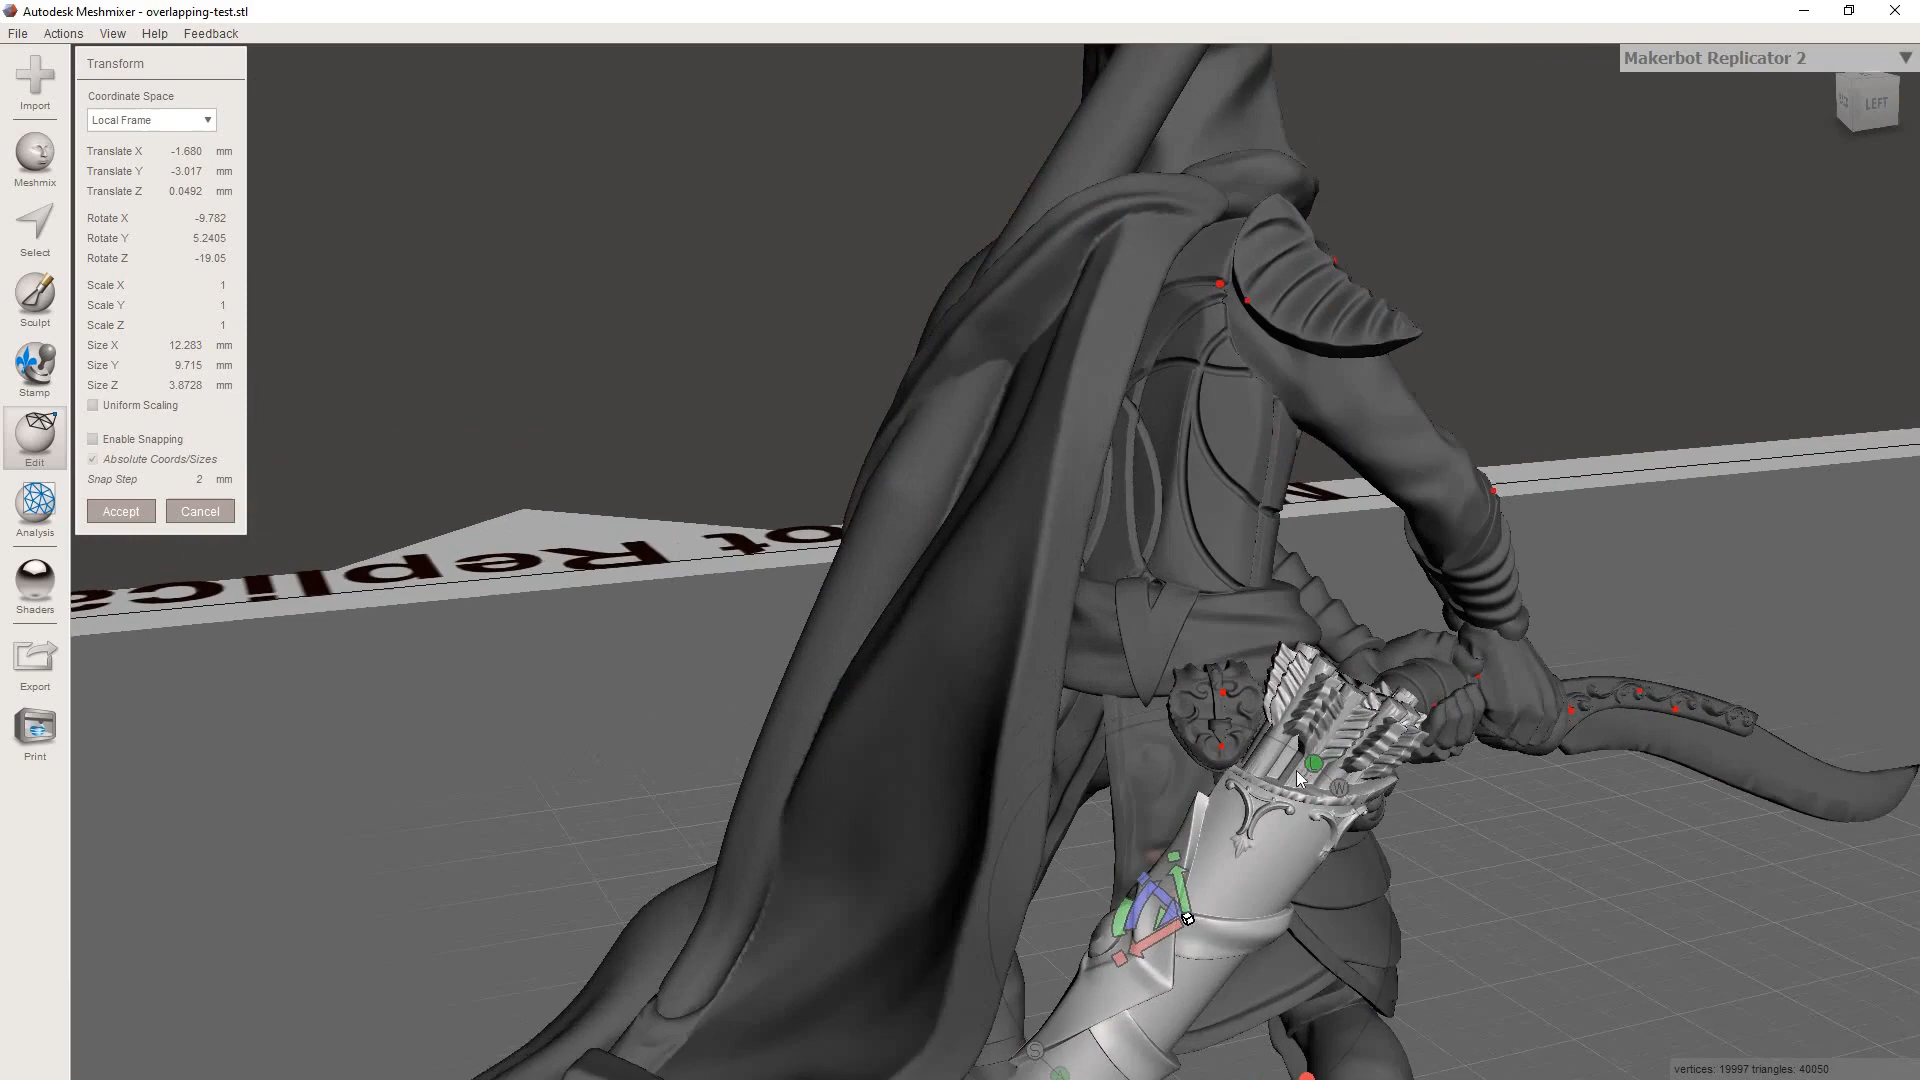 Autodesk Meshmixer - overlapping-test.stl
File Actions View Help Feedback
Import
Meshmix
Select
Sculpt
Stamp
Edit
Analysis
Shaders
Export
Print
Transform
Coordinate Space
Local Frame
Translate X -1.680 mm
Translate Y -3.017 mm
Translate Z 0.0492 mm
Rotate X -9.782
Rotate Y 5.2405
Rotate Z -19.05
Scale X 1
Scale Y 1
Scale Z 1
Size X 12.283 mm
Size Y 9.715 mm
Size Z 3.8728 mm
Uniform Scaling
Enable Snapping
Absolute Coords/Sizes
Snap Step 2 mm
Accept Cancel
Makerbot Replicator 2
LEFT
ot Replica
W
S
A
vertices: 19997 triangles: 40050